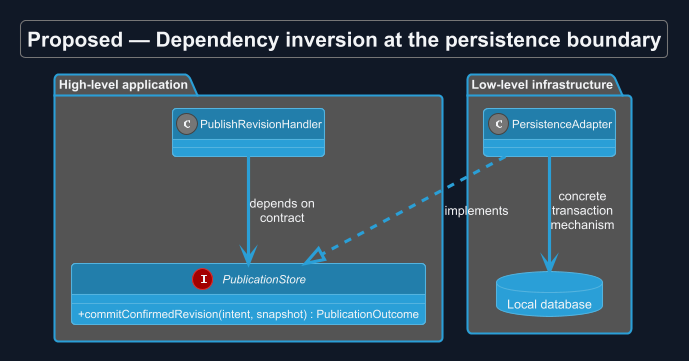 Proposed — Dependency inversion at the persistence boundary
High-level application
Low-level infrastructure
C PublishRevisionHandler
C PersistenceAdapter
depends on
contract
implements
concrete
transaction
mechanism
I PublicationStore
+commitConfirmedRevision(intent, snapshot) : PublicationOutcome
Local database